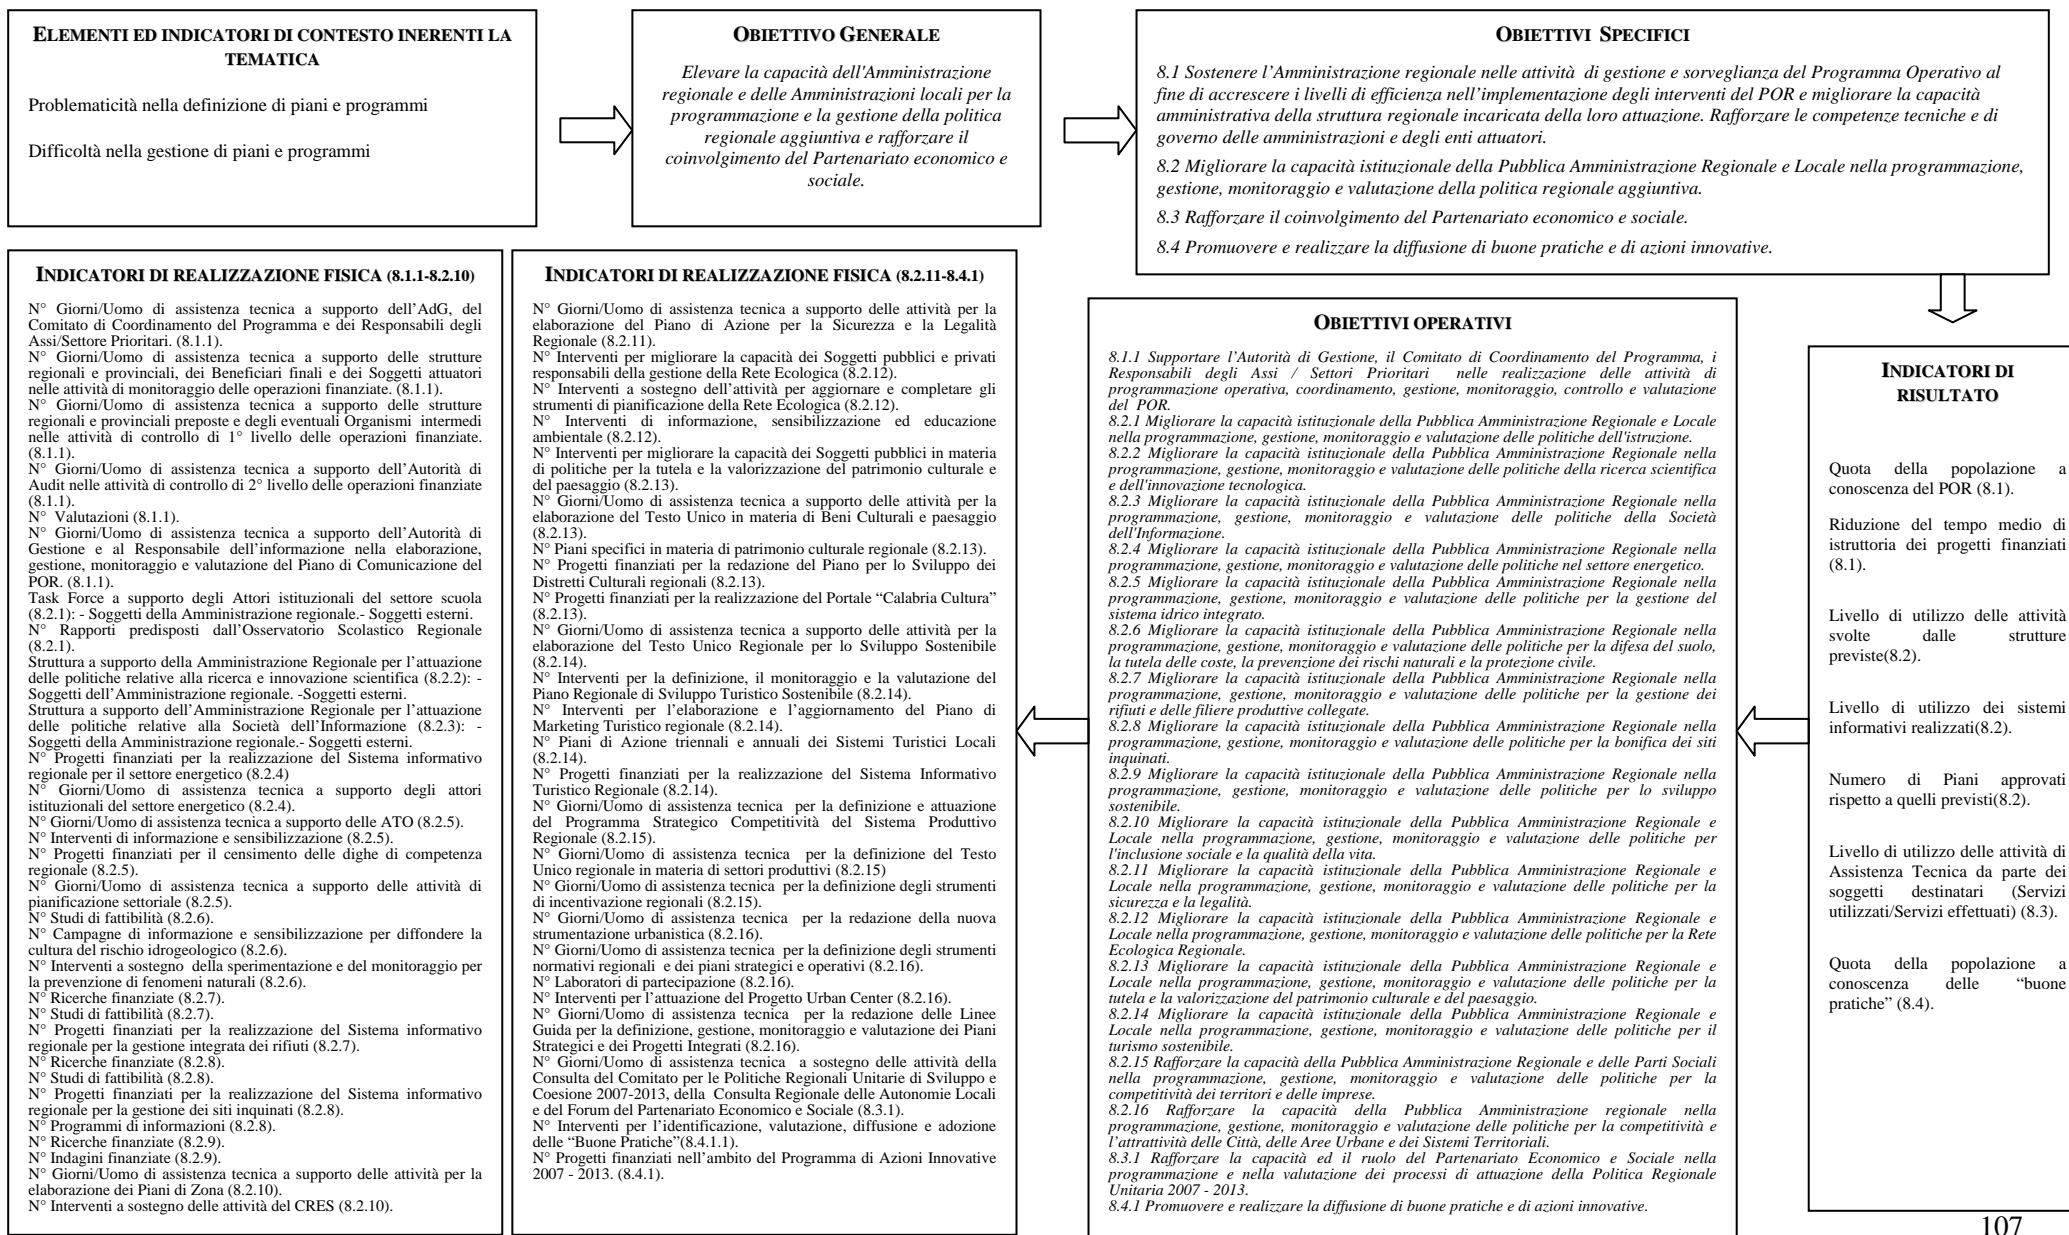 ELEMENTI ED INDICATORI DI CONTESTO INERENTI LA
TEMATICA
Problematicità nella definizione di piani e programmi
Difficoltà nella gestione di piani e programmi
OBIETTIVO GENERALE
Elevare la capacità dell'Amministrazione
regionale e delle Amministrazioni locali per la
programmazione e la gestione della politica
regionale aggiuntiva e rafforzare il
coinvolgimento del Partenariato economico e
sociale.
OBIETTIVI SPECIFICI
8.1 Sostenere l'Amministrazione regionale nelle attività di gestione e sorveglianza del Programma Operativo al
fine di accrescere i livelli di efficienza nell'implementazione degli interventi del POR e migliorare la capacità
amministrativa della struttura regionale incaricata della loro attuazione. Rafforzare le competenze tecniche e di
governo delle amministrazioni e degli enti attuatori.
8.2 Migliorare la capacità istituzionale della Pubblica Amministrazione Regionale e Locale nella programmazione,
gestione, monitoraggio e valutazione della politica regionale aggiuntiva.
8.3 Rafforzare il coinvolgimento del Partenariato economico e sociale.
8.4 Promuovere e realizzare la diffusione di buone pratiche e di azioni innovative.
INDICATORI DI REALIZZAZIONE FISICA (8.1.1-8.2.10)
N° Giorni/Uomo di assistenza tecnica a supporto dell'AdG, del
Comitato di Coordinamento del Programma e dei Responsabili degli
Assi/Settore Prioritari. (8.1.1).
N° Giorni/Uomo di assistenza tecnica a supporto delle strutture
regionali e provinciali, dei Beneficiari finali e dei Soggetti attuatori
nelle attività di monitoraggio delle operazioni finanziate. (8.1.1).
N° Giorni/Uomo di assistenza tecnica a supporto delle strutture
regionali e provinciali preposte e degli eventuali Organismi intermedi
nelle attività di controllo di 1° livello delle operazioni finanziate.
(8.1.1).
N° Giorni/Uomo di assistenza tecnica a supporto dell'Autorità di
Audit nelle attività di controllo di 2° livello delle operazioni finanziate
(8.1.1).
N° Valutazioni (8.1.1).
N° Giorni/Uomo di assistenza tecnica a supporto dell'Autorità di
Gestione e al Responsabile dell'informazione nella elaborazione,
gestione, monitoraggio e valutazione del Piano di Comunicazione del
POR. (8.1.1).
Task Force a supporto degli Attori istituzionali del settore scuola
(8.2.1): - Soggetti della Amministrazione regionale.- Soggetti esterni.
N° Rapporti predisposti dall'Osservatorio Scolastico Regionale
(8.2.1).
Struttura a supporto della Amministrazione Regionale per l'attuazione
delle politiche relative alla ricerca e innovazione scientifica (8.2.2): -
Soggetti dell'Amministrazione regionale. -Soggetti esterni.
Struttura a supporto dell'Amministrazione Regionale per l'attuazione
delle politiche relative alla Società dell'Informazione (8.2.3): -
Soggetti della Amministrazione regionale.- Soggetti esterni.
N° Progetti finanziati per la realizzazione del Sistema informativo
regionale per il settore energetico (8.2.4)
N° Giorni/Uomo di assistenza tecnica a supporto degli attori
istituzionali del settore energetico (8.2.4).
N° Giorni/Uomo di assistenza tecnica a supporto delle ATO (8.2.5).
N° Interventi di informazione e sensibilizzazione (8.2.5).
N° Progetti finanziati per il censimento delle dighe di competenza
regionale (8.2.5).
N° Giorni/Uomo di assistenza tecnica a supporto delle attività di
pianificazione settoriale (8.2.5).
N° Studi di fattibilità (8.2.6).
N° Campagne di informazione e sensibilizzazione per diffondere la
cultura del rischio idrogeologico (8.2.6).
N° Interventi a sostegno della sperimentazione e del monitoraggio per
la prevenzione di fenomeni naturali (8.2.6).
N° Ricerche finanziate (8.2.7).
N° Studi di fattibilità (8.2.7).
N° Progetti finanziati per la realizzazione del Sistema informativo
regionale per la gestione integrata dei rifiuti (8.2.7).
N° Ricerche finanziate (8.2.8).
N° Studi di fattibilità (8.2.8).
N° Progetti finanziati per la realizzazione del Sistema informativo
regionale per la gestione dei siti inquinati (8.2.8).
N° Programmi di informazioni (8.2.8).
N° Ricerche finanziate (8.2.9).
N° Indagini finanziate (8.2.9).
N° Giorni/Uomo di assistenza tecnica a supporto delle attività per la
elaborazione dei Piani di Zona (8.2.10).
N° Interventi a sostegno delle attività del CRES (8.2.10).
INDICATORI DI REALIZZAZIONE FISICA (8.2.11-8.4.1)
N° Giorni/Uomo di assistenza tecnica a supporto delle attività per la
elaborazione del Piano di Azione per la Sicurezza e la Legalità
Regionale (8.2.11).
N° Interventi per migliorare la capacità dei Soggetti pubblici e privati
responsabili della gestione della Rete Ecologica (8.2.12).
N° Interventi a sostegno dell'attività per aggiornare e completare gli
strumenti di pianificazione della Rete Ecologica (8.2.12).
N° Interventi di informazione, sensibilizzazione ed educazione
ambientale (8.2.12).
N° Interventi per migliorare la capacità dei Soggetti pubblici in materia
di politiche per la tutela e la valorizzazione del patrimonio culturale e
del paesaggio (8.2.13).
N° Giorni/Uomo di assistenza tecnica a supporto delle attività per la
elaborazione del Testo Unico in materia di Beni Culturali e paesaggio
(8.2.13).
N° Piani specifici in materia di patrimonio culturale regionale (8.2.13).
N° Progetti finanziati per la redazione del Piano per lo Sviluppo dei
Distretti Culturali regionali (8.2.13).
N° Progetti finanziati per la realizzazione del Portale "Calabria Cultura"
(8.2.13).
N° Giorni/Uomo di assistenza tecnica a supporto delle attività per la
elaborazione del Testo Unico Regionale per lo Sviluppo Sostenibile
(8.2.14).
N° Interventi per la definizione, il monitoraggio e la valutazione del
Piano Regionale di Sviluppo Turistico Sostenibile (8.2.14).
N° Interventi per l'elaborazione e l'aggiornamento del Piano di
Marketing Turistico regionale (8.2.14).
N° Piani di Azione triennali e annuali dei Sistemi Turistici Locali
(8.2.14).
N° Progetti finanziati per la realizzazione del Sistema Informativo
Turistico Regionale (8.2.14).
N° Giorni/Uomo di assistenza tecnica per la definizione e attuazione
del Programma Strategico Competitività del Sistema Produttivo
Regionale (8.2.15).
N° Giorni/Uomo di assistenza tecnica per la definizione del Testo
Unico regionale in materia di settori produttivi (8.2.15)
N° Giorni/Uomo di assistenza tecnica per la definizione degli strumenti
di incentivazione regionali (8.2.15).
N° Giorni/Uomo di assistenza tecnica per la redazione della nuova
strumentazione urbanistica (8.2.16).
N° Giorni/Uomo di assistenza tecnica per la definizione degli strumenti
normativi regionali e dei piani strategici e operativi (8.2.16).
N° Laboratori di partecipazione (8.2.16).
N° Interventi per l'attuazione del Progetto Urban Center (8.2.16).
N° Giorni/Uomo di assistenza tecnica per la redazione delle Linee
Guida per la definizione, gestione, monitoraggio e valutazione dei Piani
Strategici e dei Progetti Integrati (8.2.16).
N° Giorni/Uomo di assistenza tecnica a sostegno delle attività della
Consulta del Comitato per le Politiche Regionali Unitarie di Sviluppo e
Coesione 2007-2013, della Consulta Regionale delle Autonomie Locali
e del Forum del Partenariato Economico e Sociale (8.3.1).
N° Interventi per l'identificazione, valutazione, diffusione e adozione
delle "Buone Pratiche"(8.4.1.1).
N° Progetti finanziati nell'ambito del Programma di Azioni Innovative
2007 - 2013. (8.4.1).
OBIETTIVI OPERATIVI
8.1.1 Supportare l'Autorità di Gestione, il Comitato di Coordinamento del Programma, i
Responsabili degli Assi / Settori Prioritari nelle realizzazione delle attività di
programmazione operativa, coordinamento, gestione, monitoraggio, controllo e valutazione
del POR.
8.2.1 Migliorare la capacità istituzionale della Pubblica Amministrazione Regionale e Locale
nella programmazione, gestione, monitoraggio e valutazione delle politiche dell'istruzione.
8.2.2 Migliorare la capacità istituzionale della Pubblica Amministrazione Regionale nella
programmazione, gestione, monitoraggio e valutazione delle politiche della ricerca scientifica
e dell'innovazione tecnologica.
8.2.3 Migliorare la capacità istituzionale della Pubblica Amministrazione Regionale nella
programmazione, gestione, monitoraggio e valutazione delle politiche della Società
dell'Informazione.
8.2.4 Migliorare la capacità istituzionale della Pubblica Amministrazione Regionale nella
programmazione, gestione, monitoraggio e valutazione delle politiche nel settore energetico.
8.2.5 Migliorare la capacità istituzionale della Pubblica Amministrazione Regionale nella
programmazione, gestione, monitoraggio e valutazione delle politiche per la gestione del
sistema idrico integrato.
8.2.6 Migliorare la capacità istituzionale della Pubblica Amministrazione Regionale nella
programmazione, gestione, monitoraggio e valutazione delle politiche per la difesa del suolo,
la tutela delle coste, la prevenzione dei rischi naturali e la protezione civile.
8.2.7 Migliorare la capacità istituzionale della Pubblica Amministrazione Regionale nella
programmazione, gestione, monitoraggio e valutazione delle politiche per la gestione dei
rifiuti e delle filiere produttive collegate.
8.2.8 Migliorare la capacità istituzionale della Pubblica Amministrazione Regionale nella
programmazione, gestione, monitoraggio e valutazione delle politiche per la bonifica dei siti
inquinati.
8.2.9 Migliorare la capacità istituzionale della Pubblica Amministrazione Regionale nella
programmazione, gestione, monitoraggio e valutazione delle politiche per lo sviluppo
sostenibile.
8.2.10 Migliorare la capacità istituzionale della Pubblica Amministrazione Regionale e
Locale nella programmazione, gestione, monitoraggio e valutazione delle politiche per
l'inclusione sociale e la qualità della vita.
8.2.11 Migliorare la capacità istituzionale della Pubblica Amministrazione Regionale e
Locale nella programmazione, gestione, monitoraggio e valutazione delle politiche per la
sicurezza e la legalità.
8.2.12 Migliorare la capacità istituzionale della Pubblica Amministrazione Regionale e
Locale nella programmazione, gestione, monitoraggio e valutazione delle politiche per la Rete
Ecologica Regionale.
8.2.13 Migliorare la capacità istituzionale della Pubblica Amministrazione Regionale e
Locale nella programmazione, gestione, monitoraggio e valutazione delle politiche per la
tutela e la valorizzazione del patrimonio culturale e del paesaggio.
8.2.14 Migliorare la capacità istituzionale della Pubblica Amministrazione Regionale e
Locale nella programmazione, gestione, monitoraggio e valutazione delle politiche per il
turismo sostenibile.
8.2.15 Rafforzare la capacità della Pubblica Amministrazione Regionale e delle Parti Sociali
nella programmazione, gestione, monitoraggio e valutazione delle politiche per la
competitività dei territori e delle imprese.
8.2.16 Rafforzare la capacità della Pubblica Amministrazione regionale nella
programmazione, gestione, monitoraggio e valutazione delle politiche per la competitività e
l'attrattività delle Città, delle Aree Urbane e dei Sistemi Territoriali.
8.3.1 Rafforzare la capacità ed il ruolo del Partenariato Economico e Sociale nella
programmazione e nella valutazione dei processi di attuazione della Politica Regionale
Unitaria 2007 - 2013.
8.4.1 Promuovere e realizzare la diffusione di buone pratiche e di azioni innovative.
INDICATORI DI
RISULTATO
Quota della popolazione a
conoscenza del POR (8.1).
Riduzione del tempo medio di
istruttoria dei progetti finanziati
(8.1).
Livello di utilizzo delle attività
svolte dalle strutture
previste(8.2).
Livello di utilizzo dei sistemi
informativi realizzati(8.2).
Numero di Piani approvati
rispetto a quelli previsti(8.2).
Livello di utilizzo delle attività di
Assistenza Tecnica da parte dei
soggetti destinatari (Servizi
utilizzati/Servizi effettuati) (8.3).
Quota della popolazione a
conoscenza delle "buone
pratiche" (8.4).
107